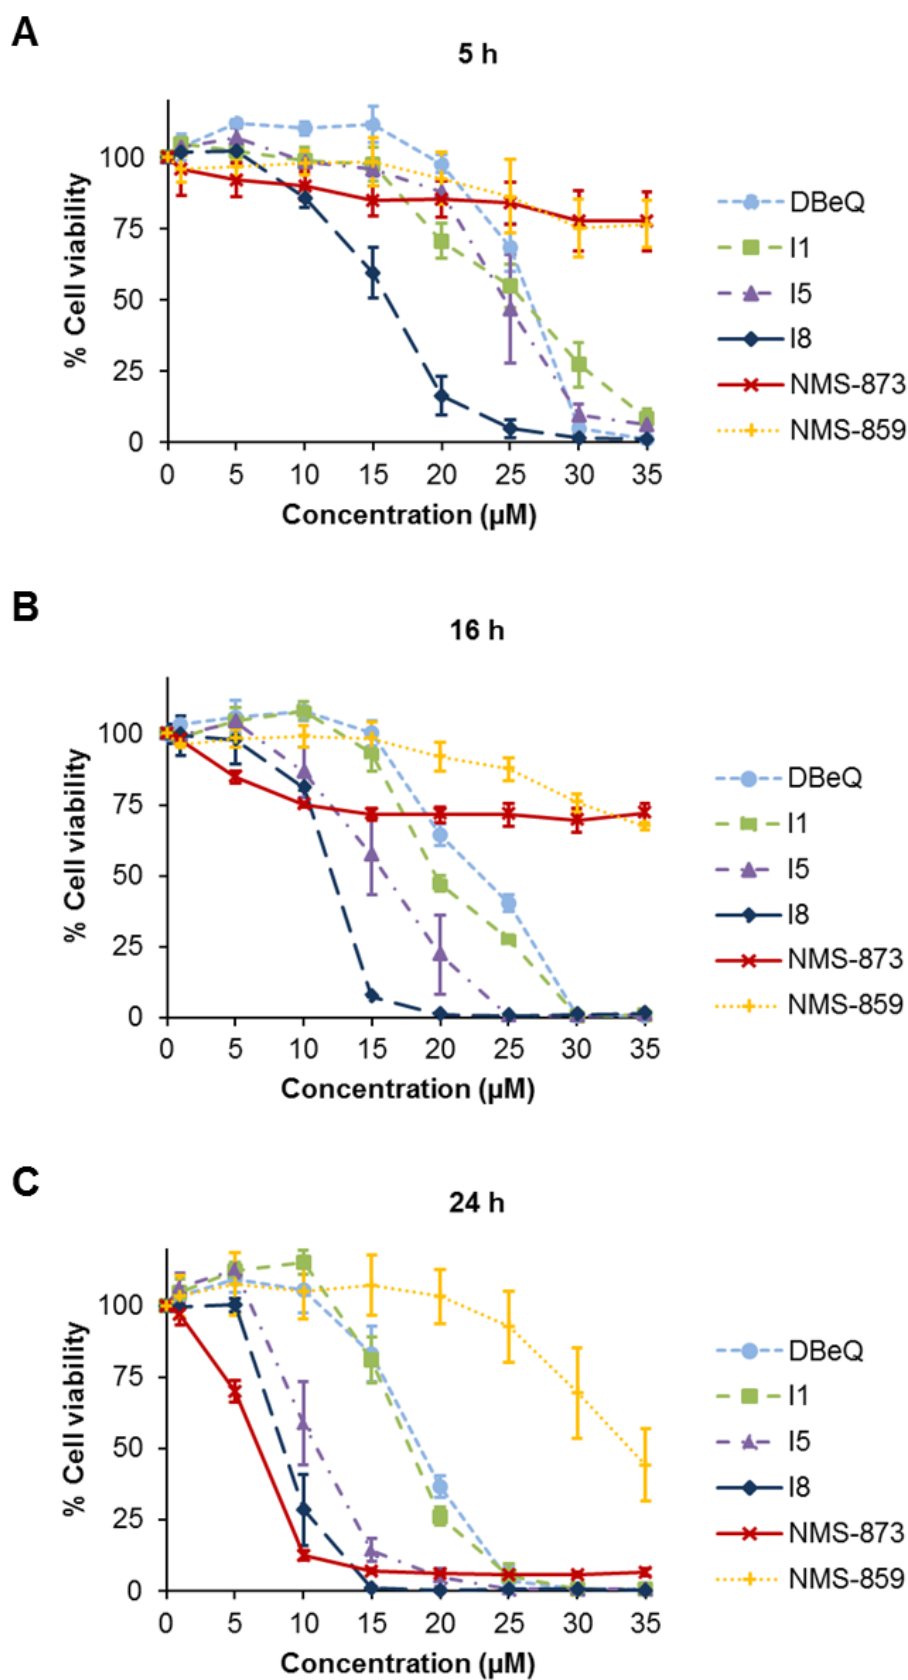 A
5 h
100
75
50
25
0
% Cell viability
0 5 10 15 20 25 30 35
Concentration (µM)
DBeQ
I1
I5
I8
NMS-873
NMS-859
B
16 h
100
75
50
25
0
% Cell viability
0 5 10 15 20 25 30 35
Concentration (µM)
DBeQ
I1
I5
I8
NMS-873
NMS-859
C
24 h
100
75
50
25
0
% Cell viability
0 5 10 15 20 25 30 35
Concentration (µM)
DBeQ
I1
I5
I8
NMS-873
NMS-859